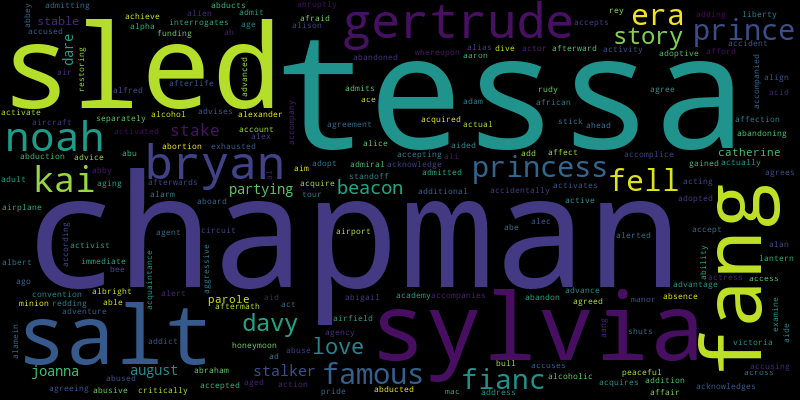 sled
tessa
chapman
sylvia
salt
fang
gertrude
bryan
noah
kai
era
story
prince
princess
fell
famous
fianc
love
davy
stake
dare
beacon
partying
stalker
august
joanna
parole
stable
catherine
abbey
admitting
achieve
alien
abducts
admit
age
abruptly
afraid
alison
accepts
rey
adding
liberty
accident
accused
alpha
interrogates
funding
ah
alias
dive
actor
afterward
activity
adoptive
afford
whereupon
abandoned
aaron
accompanied
align
acid
restoring
air
alfred
afterlife
advanced
admits
rudy
adam
african
agree
affection
abandoning
activate
separately
alcohol
advises
alexander
accompany
ace
acquired
actual
stick
ahead
aircraft
activated
account
alex
alice
aided
abduction
advice
abu
abortion
exhausted
accepting
ali
add
affect
accomplice
gained
actually
admiral
acknowledge
adopt
aim
al
standoff
admitted
adult
aging
abby
afterwards
acquire
additional
accidentally
activates
acting
adopted
agrees
airplane
alarm
aboard
tour
active
abe
alec
accept
alan
according
activist
agent
circuit
airport
alerted
lantern
albert
immediate
bee
acquaintance
aggressive
ability
actress
access
ago
albright
alert
aid
abigail
academy
accompanies
abandon
advance
agreed
advantage
absence
manor
convention
minion
redding
able
aftermath
act
airfield
adventure
agency
aang
shuts
victoria
examine
aide
alamein
addict
honeymoon
ad
abuse
accuses
bull
alcoholic
peaceful
accusing
across
abused
abraham
accepted
aged
action
abducted
acquires
addition
acknowledges
agreeing
abusive
critically
pride
mac
address
affair